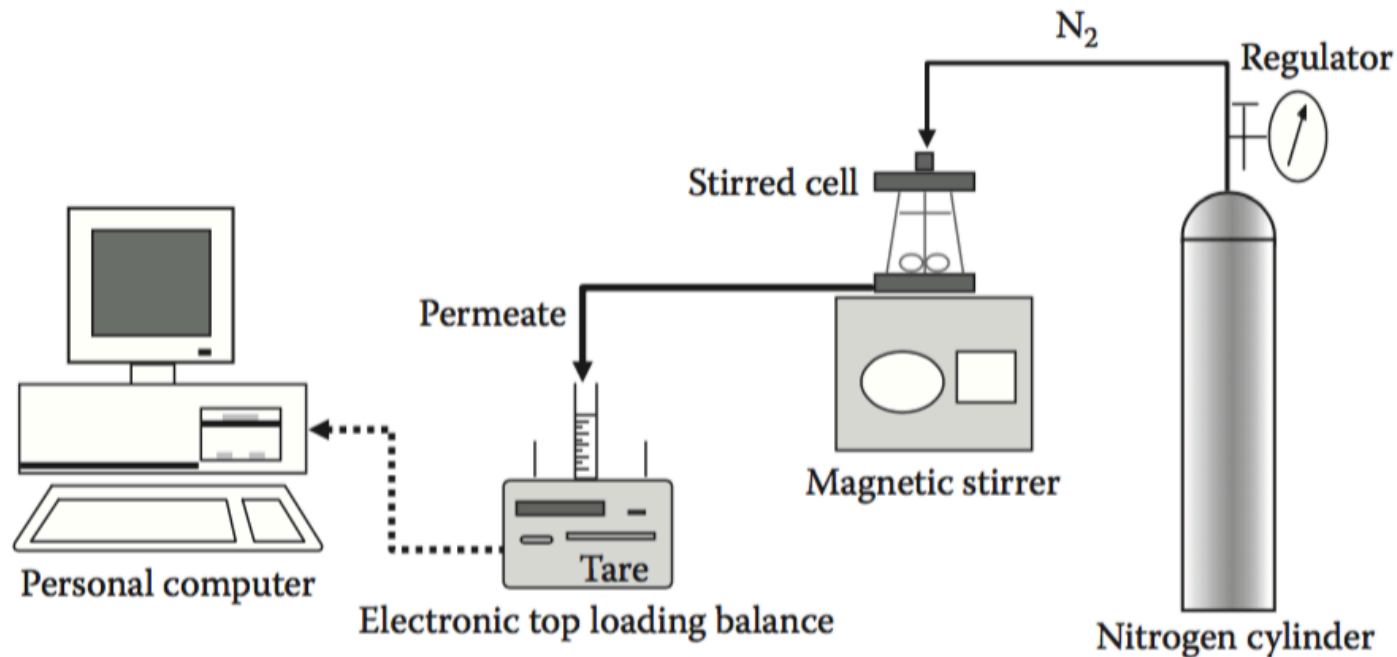 N₂
Regulator
Stirred cell
Permeate
Magnetic stirrer
Tare
Personal computer
Electronic top loading balance
Nitrogen cylinder